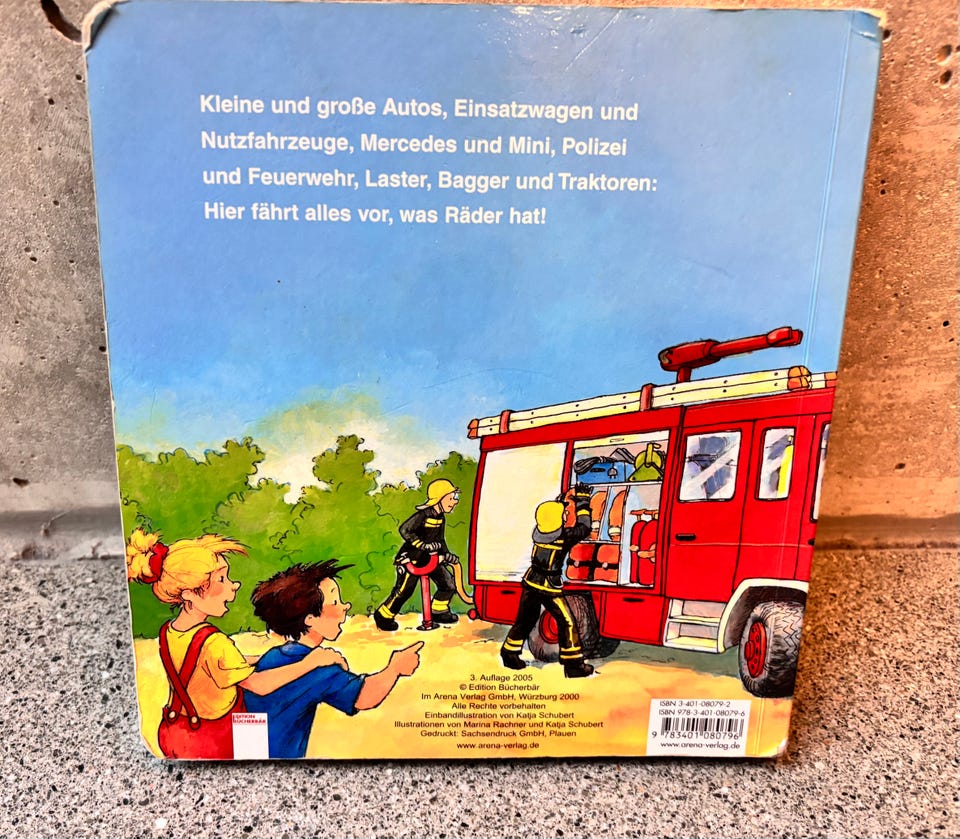 Kleine und große Autos, Einsatzwagen und
Nutzfahrzeuge, Mercedes und Mini, Polizei
und Feuerwehr, Laster, Bagger und Traktoren:
Hier fährt alles vor, was Räder hat!
3. Auflage 2005
© Edition Bücherbär
Im Arena Verlag GmbH, Würzburg 2000
Alle Rechte vorbehalten
Einbandillustration von Katja Schubert
Illustrationen von Marina Rachner und Katja Schubert
Gedruckt: Sachsendruck GmbH, Plauen
www.arena-verlag.de
EDITION
BÜCHERBÄR
ISBN 3-401-08079-2
ISBN 978-3-401-08079-6
9 783401 080796
www.arena-verlag.de